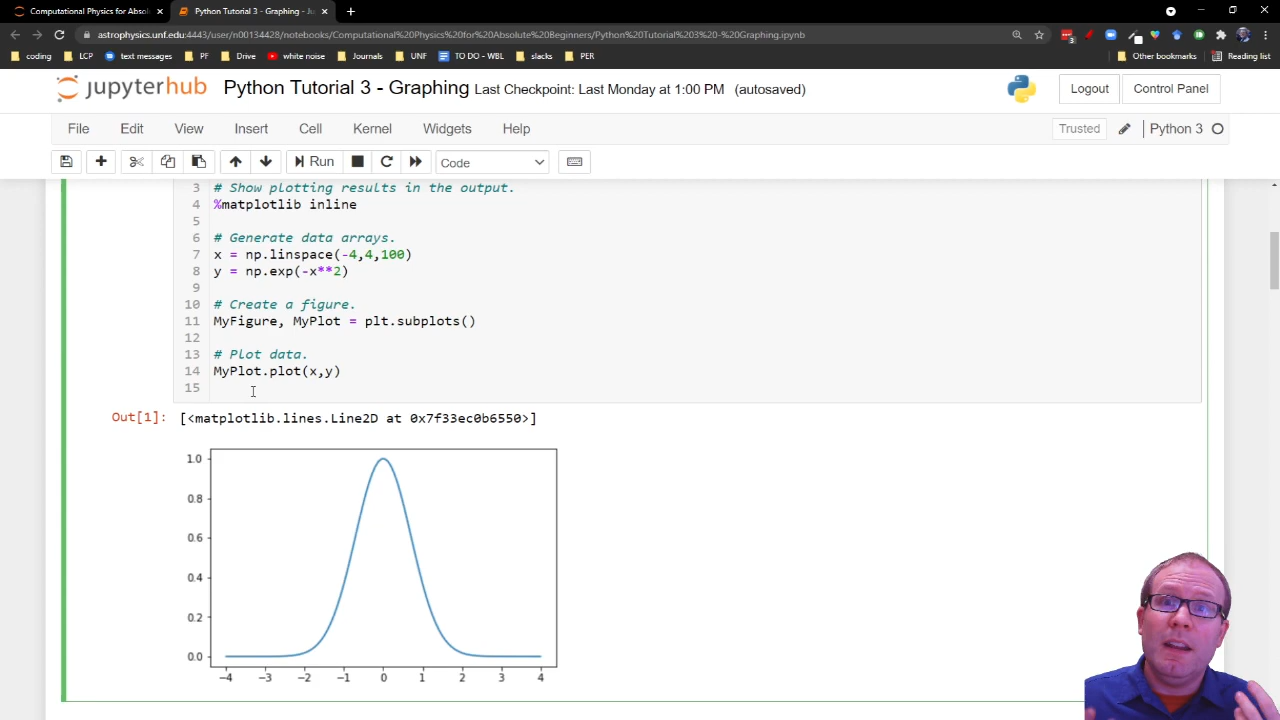 Computational Physics for Absol
Python Tutorial 3 - Graphing - Ju
astrophysics.unf.edu:4443/user/n00134428/notebooks/Computational%20Physics%20for%20Absolute%20Beginners/Python%20Tutorial%203%20-%20Graphing.ipynb
coding LCP text messages PF Drive white noise Journals UNF TO DO - WBL slacks PER Other bookmarks Reading list
jupyterhub Python Tutorial 3 - Graphing Last Checkpoint: Last Monday at 1:00 PM (autosaved) Logout Control Panel
File Edit View Insert Cell Kernel Widgets Help Trusted Python 3
Run Code
3 # Show plotting results in the output.
4 %matplotlib inline
5
6 # Generate data arrays.
7 x = np.linspace(-4,4,100)
8 y = np.exp(-x**2)
9
10 # Create a figure.
11 MyFigure, MyPlot = plt.subplots()
12
13 # Plot data.
14 MyPlot.plot(x,y)
15
Out[1]: [<matplotlib.lines.Line2D at 0x7f33ec0b6550>]
1.0
0.8
0.6
0.4
0.2
0.0
−4 −3 −2 −1 0 1 2 3 4